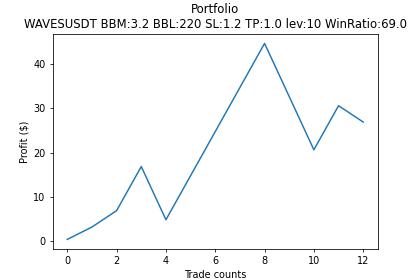 Portfolio
WAVESUSDT BBM:3.2 BBL:220 SL:1.2 TP:1.0 lev:10 WinRatio:69.0
Profit ($)
40
30
20
10
0
0 2 4 6 8 10 12
Trade counts